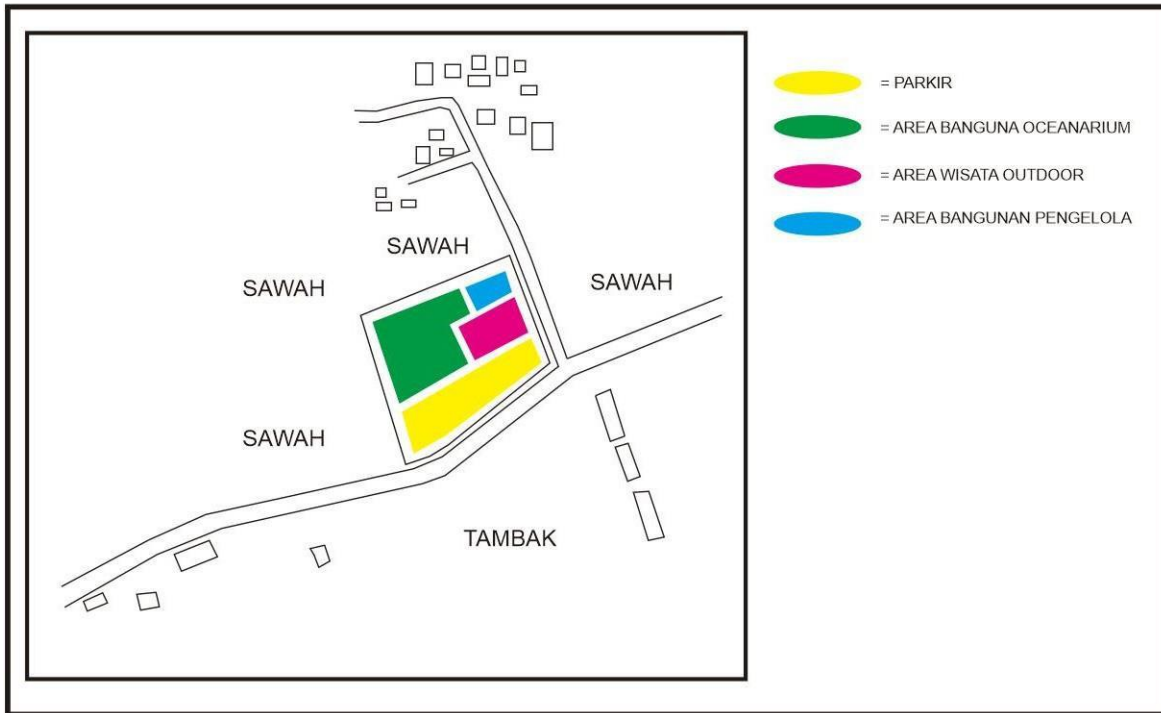 = PARKIR
= AREA BANGUNA OCEANARIUM
= AREA WISATA OUTDOOR
= AREA BANGUNAN PENGELOLA
SAWAH
SAWAH
SAWAH
SAWAH
TAMBAK